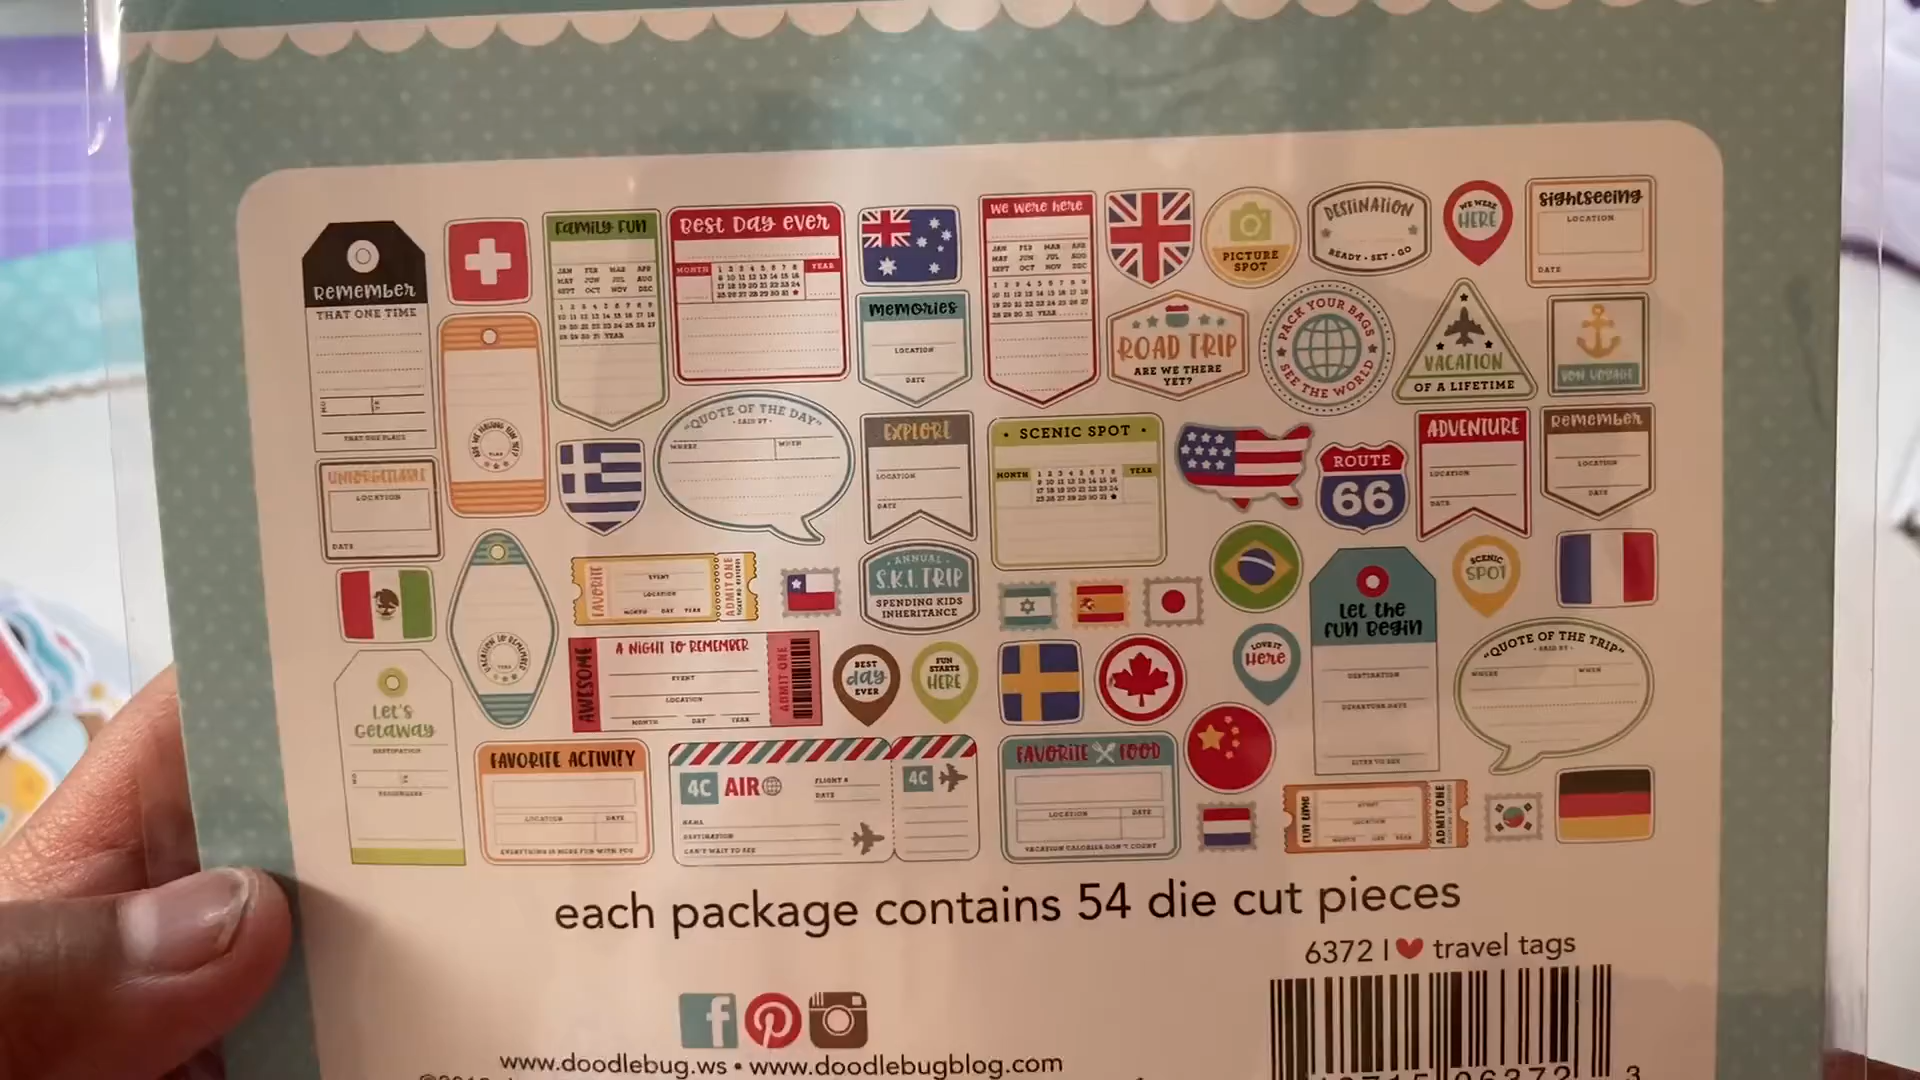 Remember
THAT ONE TIME
THAT ONE PLACE
FAMILY FUN
JAN FEB MAR APR
MAY JUN JUL AUG
SEPT OCT NOV DEC
1 2 3 4 5 6 7 8 9
10 11 12 13 14 15 16 17 18
19 20 21 22 23 24 25 26 27
28 29 30 31 YEAR
BEST DAY EVER
MONTH
1 2 3 4 5 6 7 8
9 10 11 12 13 14 15 16
17 18 19 20 21 22 23 24
25 26 27 28 29 30 31
YEAR
MEMORIES
LOCATION
DATE
WE WERE HERE
JAN FEB MAR APR
MAY JUN JUL AUG
SEPT OCT NOV DEC
1 2 3 4 5 6 7 8 9
10 11 12 13 14 15 16 17 18
19 20 21 22 23 24 25 26 27
28 29 30 31 YEAR
PICTURE
SPOT
DESTINATION
READY • SET • GO
WE WERE
HERE
Sightseeing
LOCATION
DATE
ROAD TRIP
ARE WE THERE
YET?
PACK YOUR BAGS
SEE THE WORLD
VACATION
OF A LIFETIME
BON VOYAGE
UNFORGETTABLE
LOCATION
DATE
"QUOTE OF THE DAY"
- SAID BY -
WHERE
WHEN
EXPLORE
LOCATION
DATE
• SCENIC SPOT •
MONTH
1 2 3 4 5 6 7 8
9 10 11 12 13 14 15 16
17 18 19 20 21 22 23 24
25 26 27 28 29 30 31
YEAR
ROUTE
66
ADVENTURE
LOCATION
DATE
Remember
LOCATION
DATE
VACATION TO REMEMBER
YEAR
FAVORITE
EVENT
LOCATION
MONTH DAY YEAR
ADMIT ONE
• ANNUAL •
S.K.I. TRIP
SPENDING KIDS
INHERITANCE
SCENIC
SPOT
Let the
fun Begin
DESTINATION
DEPARTURE DATE
SITES TO SEE
Let's
Getaway
DESTINATION
PASSENGERS
AWESOME
A NIGHT TO REMEMBER
EVENT
LOCATION
MONTH DAY YEAR
ADMIT ONE
BEST
day
EVER
FUN
STARTS
HERE
LOVE IT
Here
"QUOTE OF THE TRIP"
- SAID BY -
WHERE
WHEN
FAVORITE ACTIVITY
LOCATION DATE
EVERYTHING IS MORE FUN WITH YOU
4C AIR
FLIGHT #
DATE
NAME
DESTINATION
CAN'T WAIT TO SEE
4C
FAVORITE FOOD
LOCATION DATE
VACATION CALORIES DON'T COUNT
FUN TIME
EVENT
LOCATION
ADMIT ONE
each package contains 54 die cut pieces
6372 I ❤ travel tags
www.doodlebug.ws • www.doodlebugblog.com